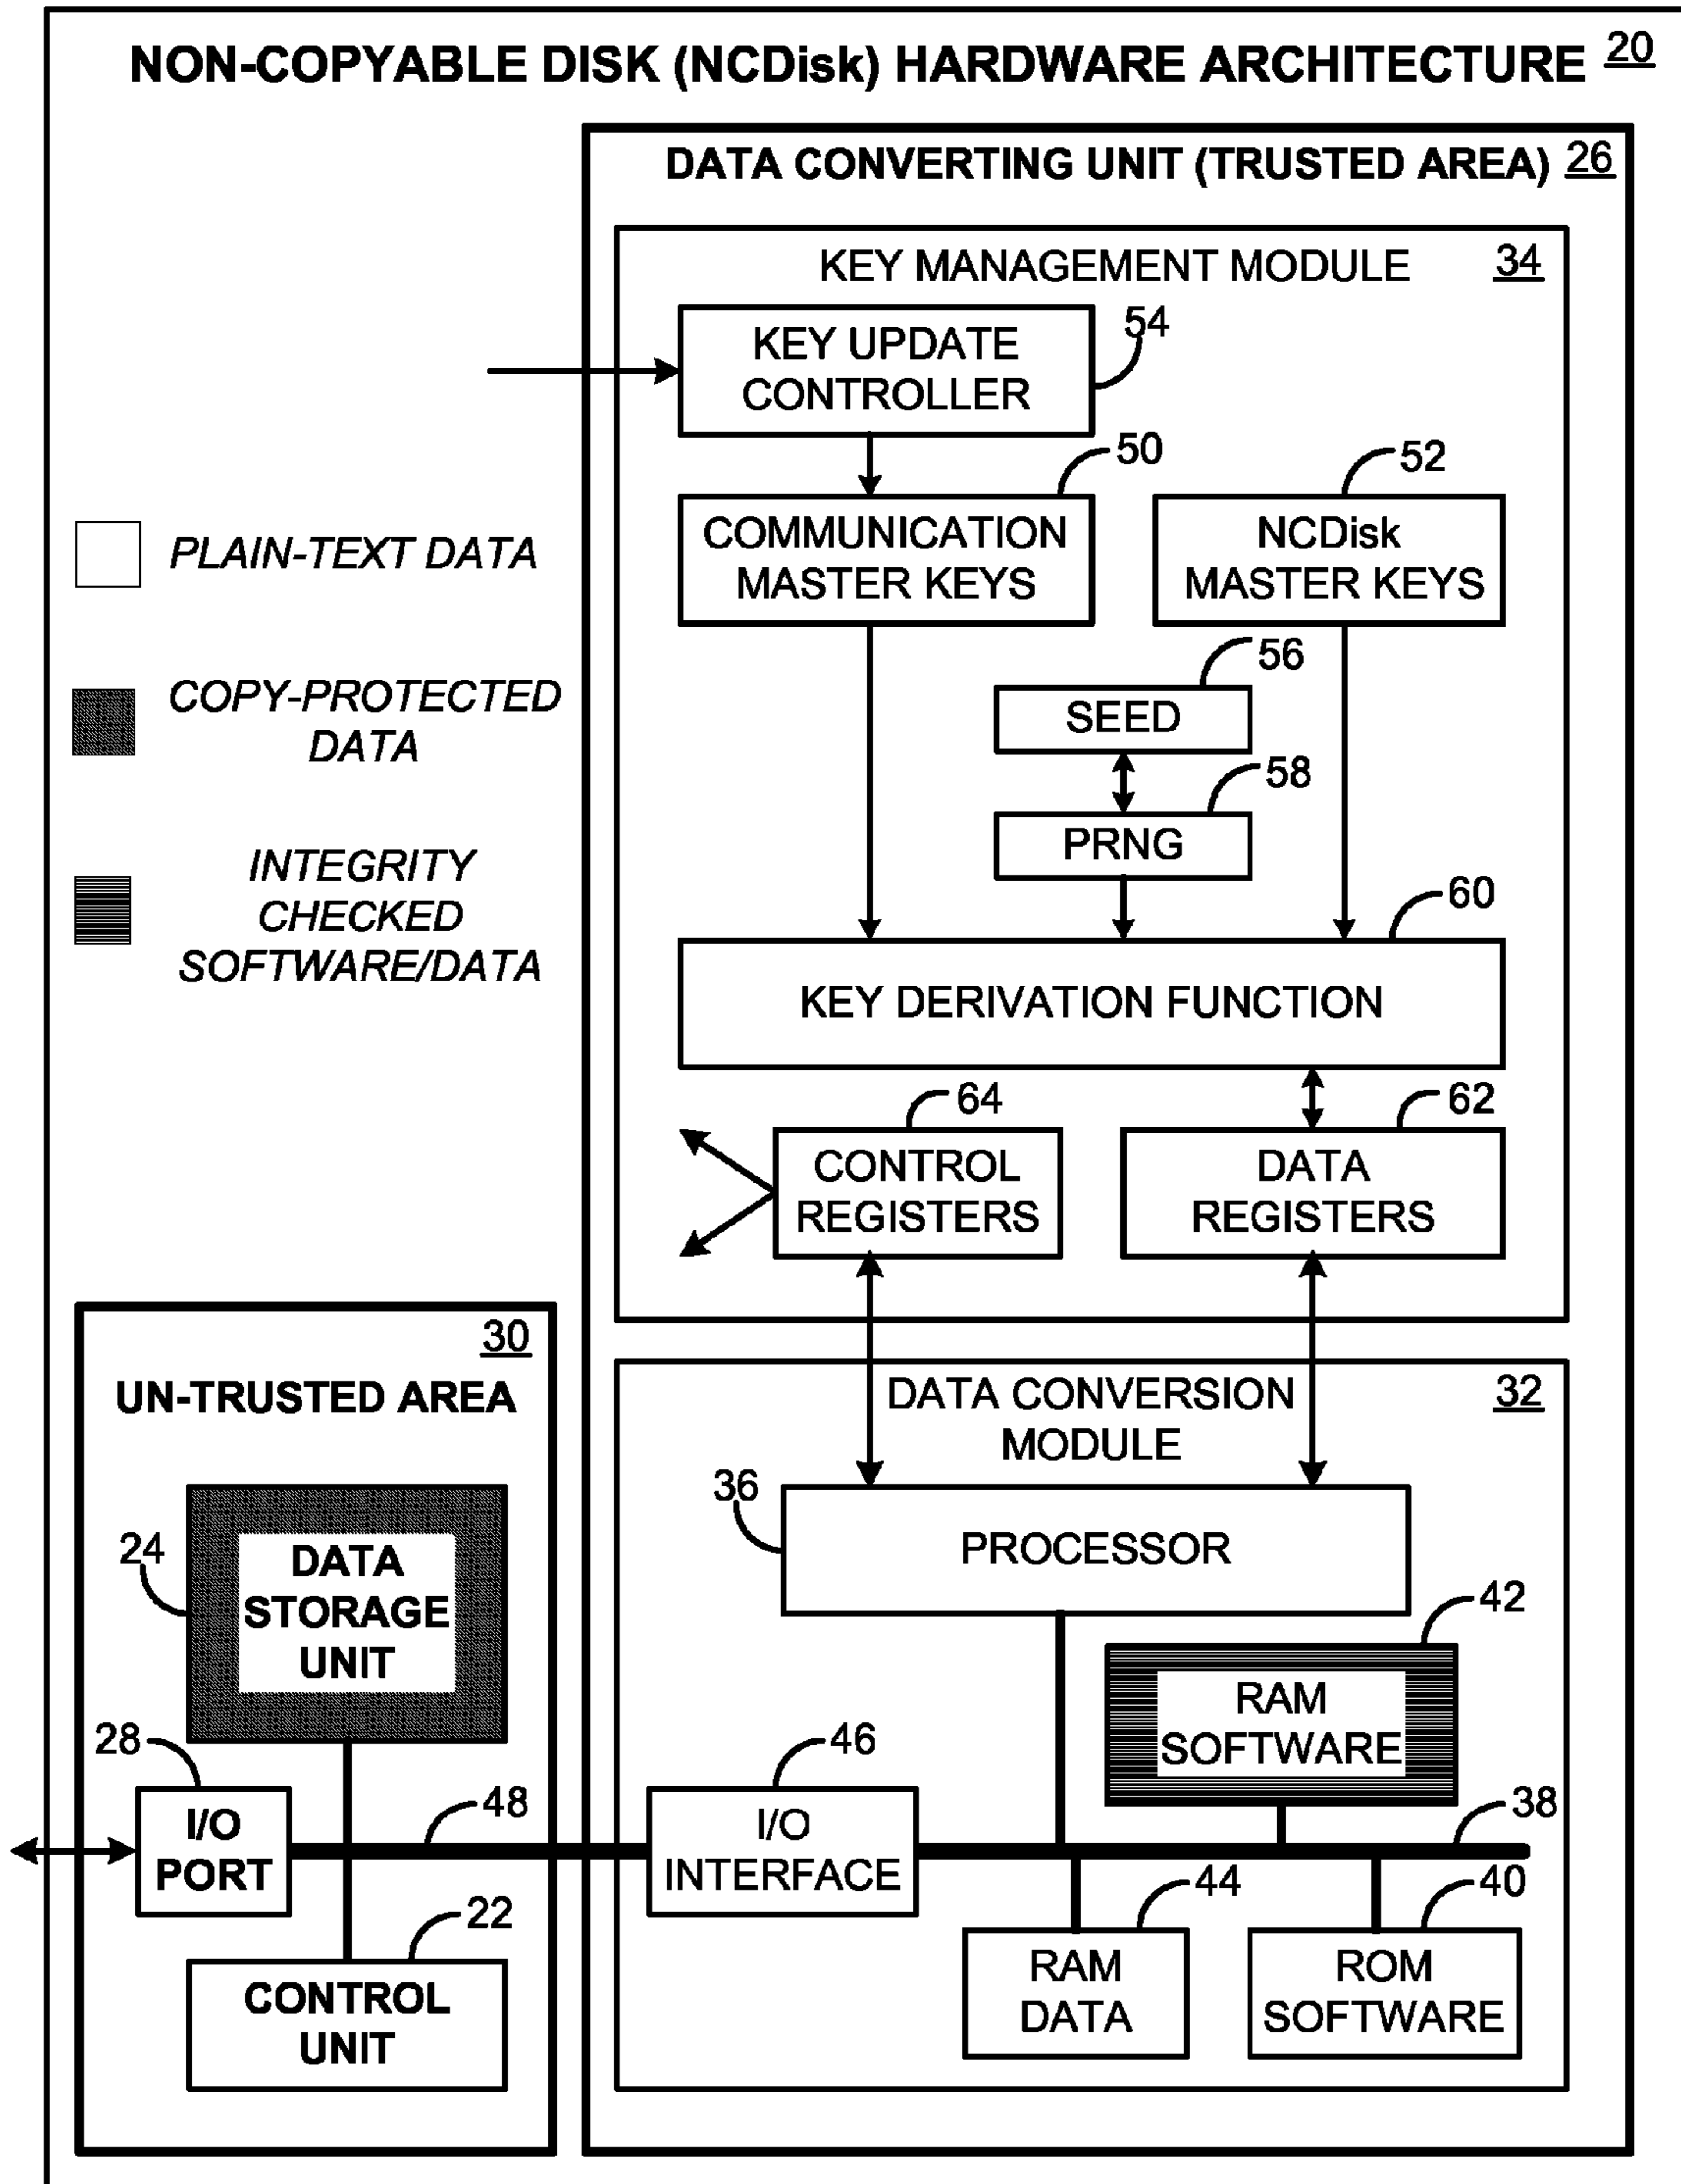 NON-COPYABLE DISK (NCDisk) HARDWARE ARCHITECTURE 20
DATA CONVERTING UNIT (TRUSTED AREA) 26
KEY MANAGEMENT MODULE 34
KEY UPDATE
CONTROLLER
54
50
52
COMMUNICATION
MASTER KEYS
NCDisk
MASTER KEYS
PLAIN-TEXT DATA
COPY-PROTECTED
DATA
INTEGRITY
CHECKED
SOFTWARE/DATA
56
SEED
58
PRNG
60
KEY DERIVATION FUNCTION
64
62
CONTROL
REGISTERS
DATA
REGISTERS
30
UN-TRUSTED AREA
24
DATA
STORAGE
UNIT
28
I/O
PORT
48
22
CONTROL
UNIT
DATA CONVERSION
MODULE
32
36
PROCESSOR
42
RAM
SOFTWARE
46
I/O
INTERFACE
38
44
40
RAM
DATA
ROM
SOFTWARE